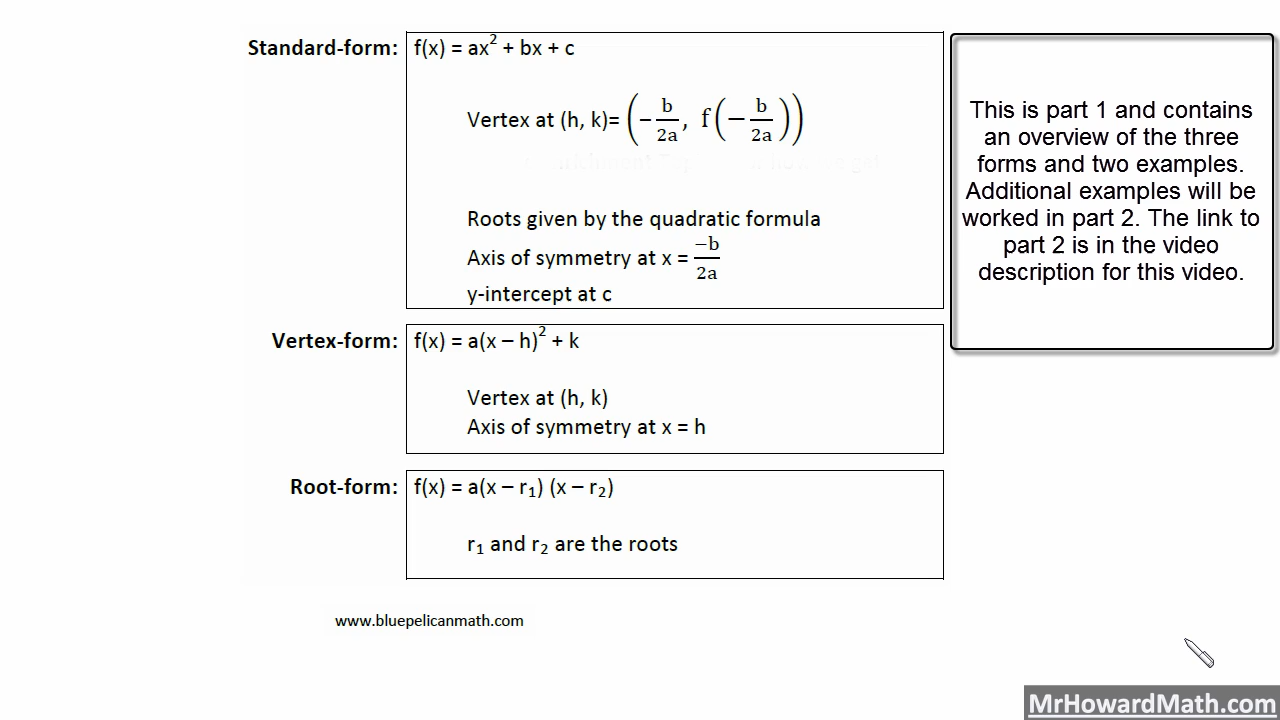 Standard-form: f(x) = ax² + bx + c
Vertex at (h, k)= (−b/2a, f(−b/2a))
Roots given by the quadratic formula
Axis of symmetry at x = −b/2a
y-intercept at c
Vertex-form: f(x) = a(x – h)² + k
Vertex at (h, k)
Axis of symmetry at x = h
Root-form: f(x) = a(x – r₁) (x – r₂)
r₁ and r₂ are the roots
www.bluepelicanmath.com
This is part 1 and contains
an overview of the three
forms and two examples.
Additional examples will be
worked in part 2. The link to
part 2 is in the video
description for this video.
MrHowardMath.com